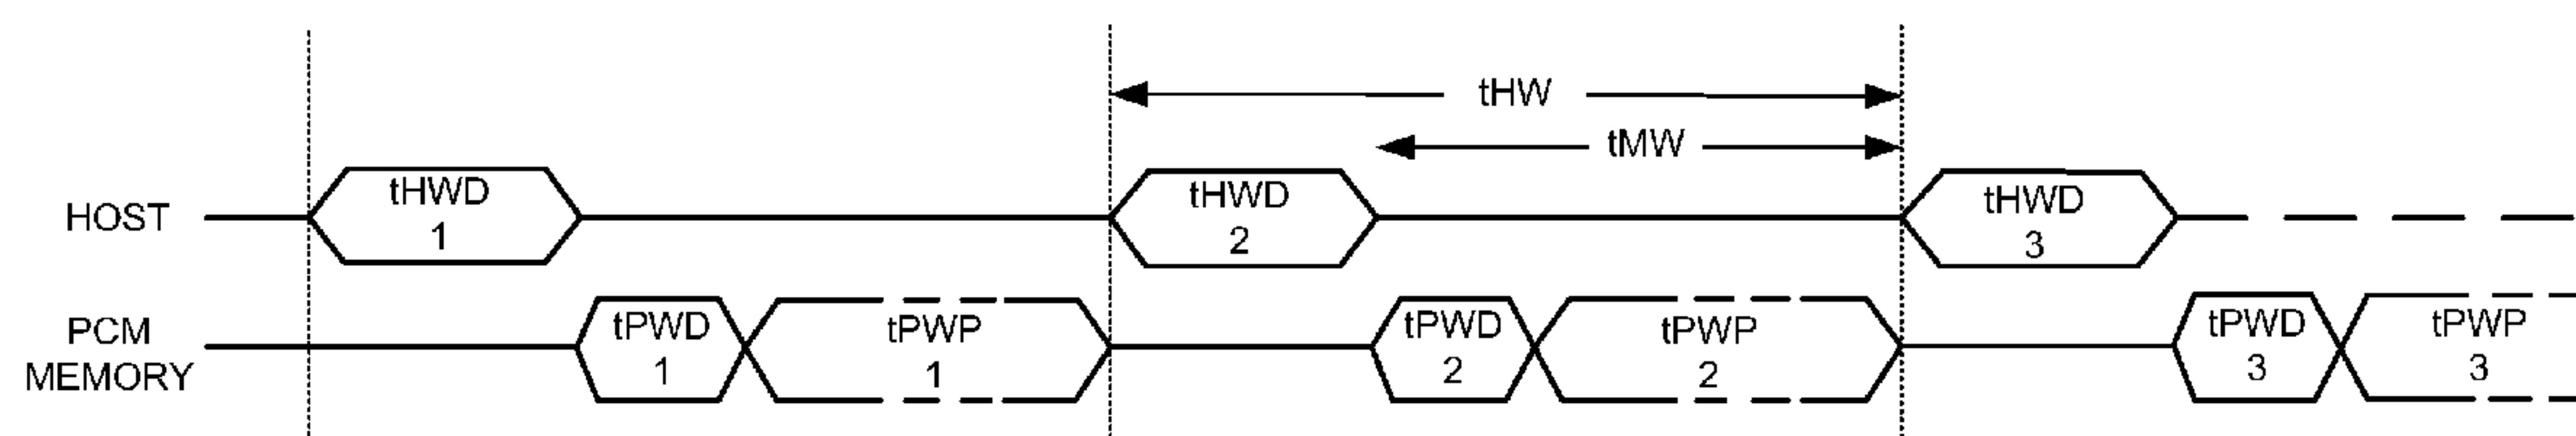 tHW
tMW
HOST
tHWD
1
tHWD
2
tHWD
3
PCM
MEMORY
tPWD
1
tPWP
1
tPWD
2
tPWP
2
tPWD
3
tPWP
3